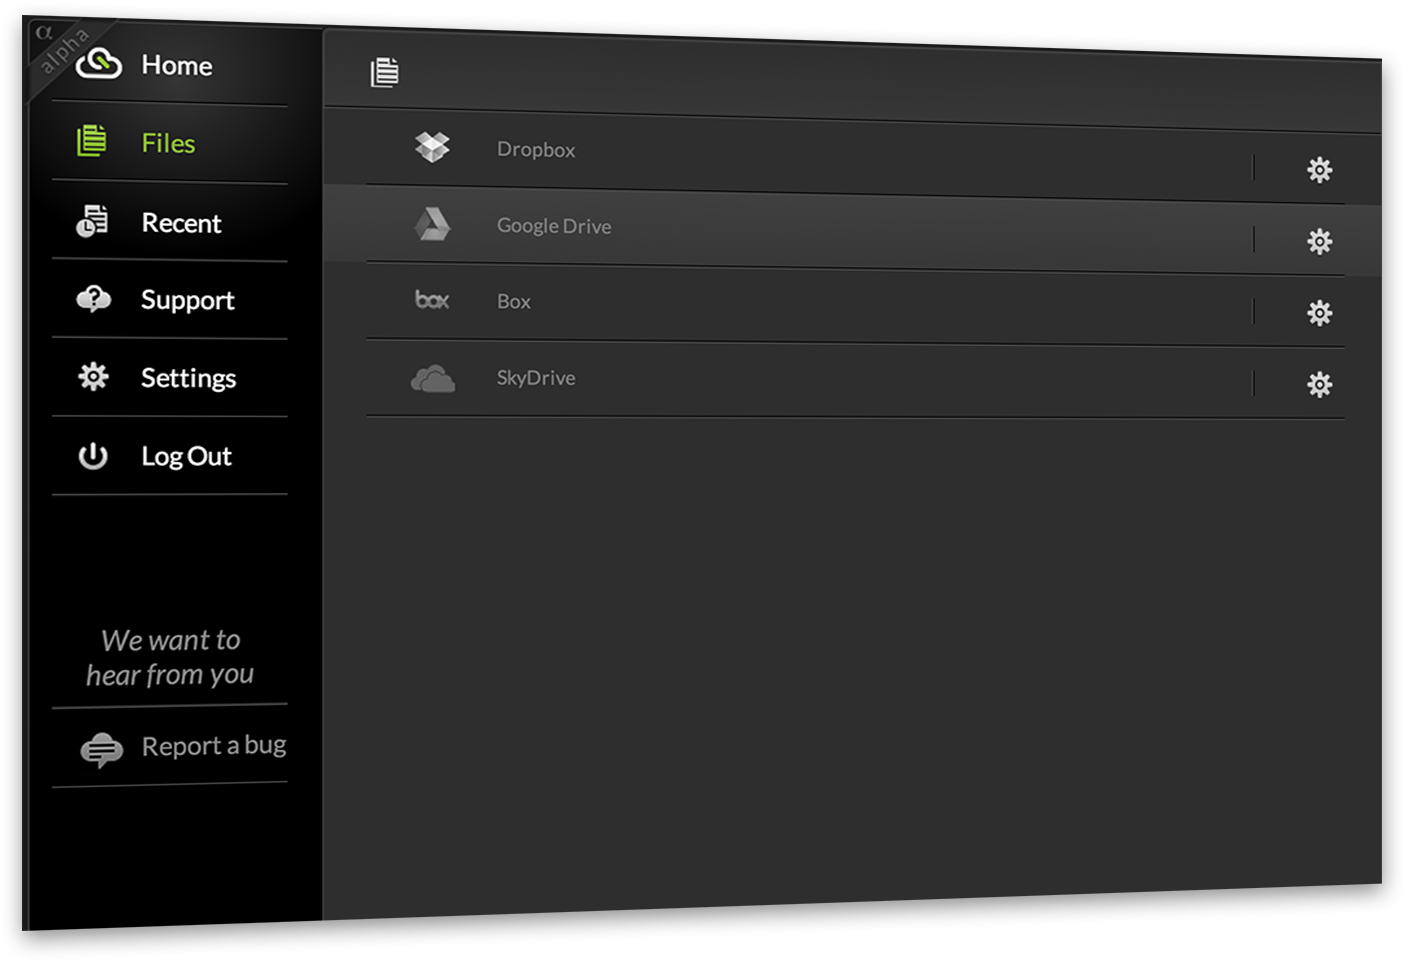 α
alpha
Home
Files
Recent
Support
Settings
Log Out
We want to
hear from you
Report a bug
Dropbox
Google Drive
box
Box
SkyDrive